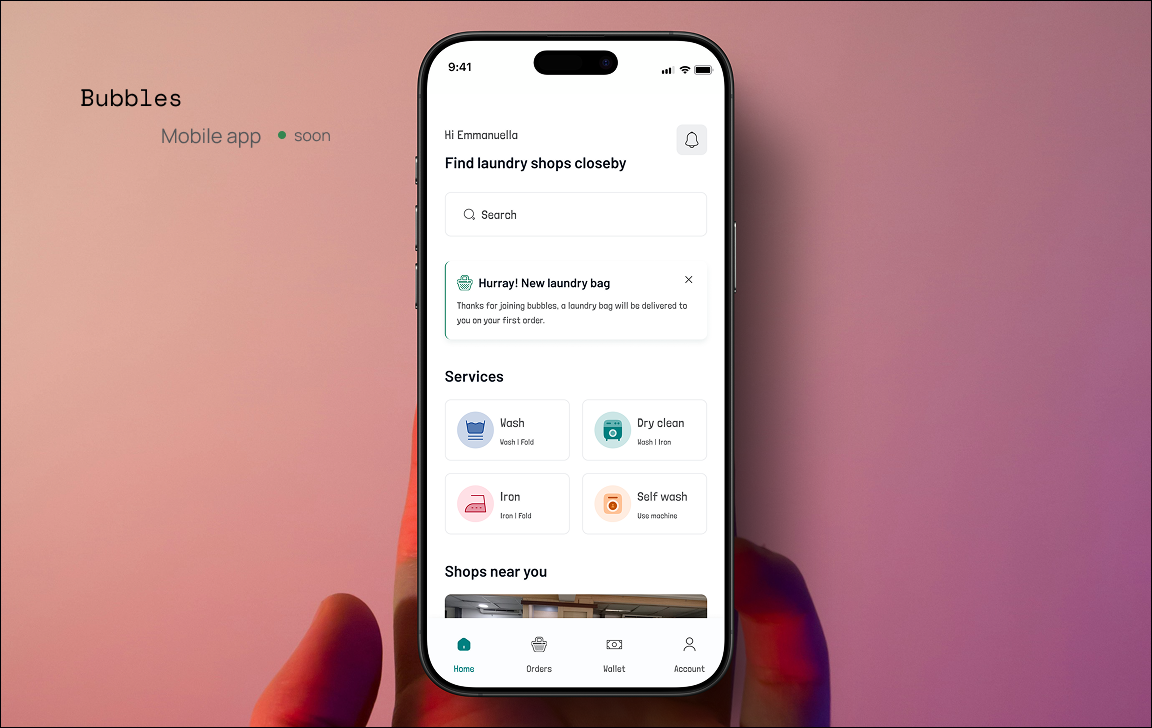 Bubbles
Mobile app
soon
9:41
Hi Emmanuella
Find laundry shops closeby
Search
Hurray! New laundry bag
Thanks for joining bubbles, a laundry bag will be delivered to
you on your first order.
Services
Wash
Wash | Fold
Dry clean
Wash | Iron
Iron
Iron | Fold
Self wash
Use machine
Shops near you
Home
Orders
Wallet
Account